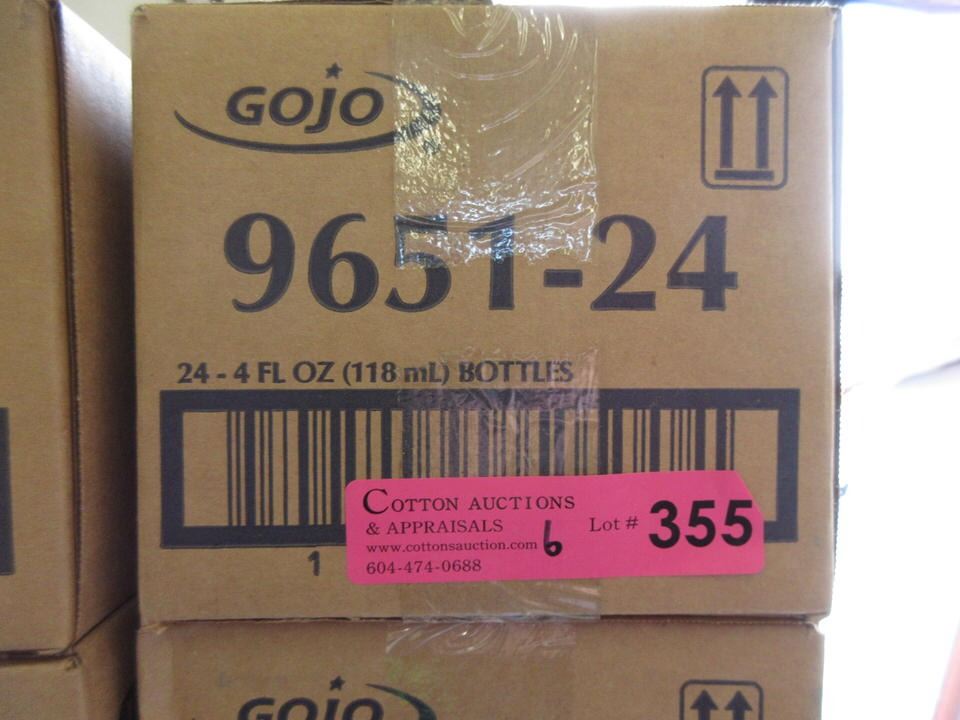 GOJO
9651-24
24 - 4 FL OZ (118 mL) BOTTLES
COTTON AUCTIONS
& APPRAISALS
www.cottonsauction.com
604-474-0688
6
Lot # 355
1
GOJO